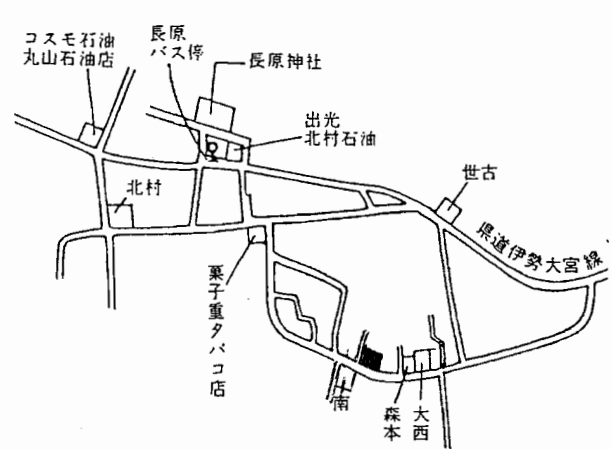 コスモ石油
丸山石油店
長原
バス停
長原神社
出光
北村石油
世古
北村
県道伊勢大宮線
菓子重タバコ店
南
森本
大西